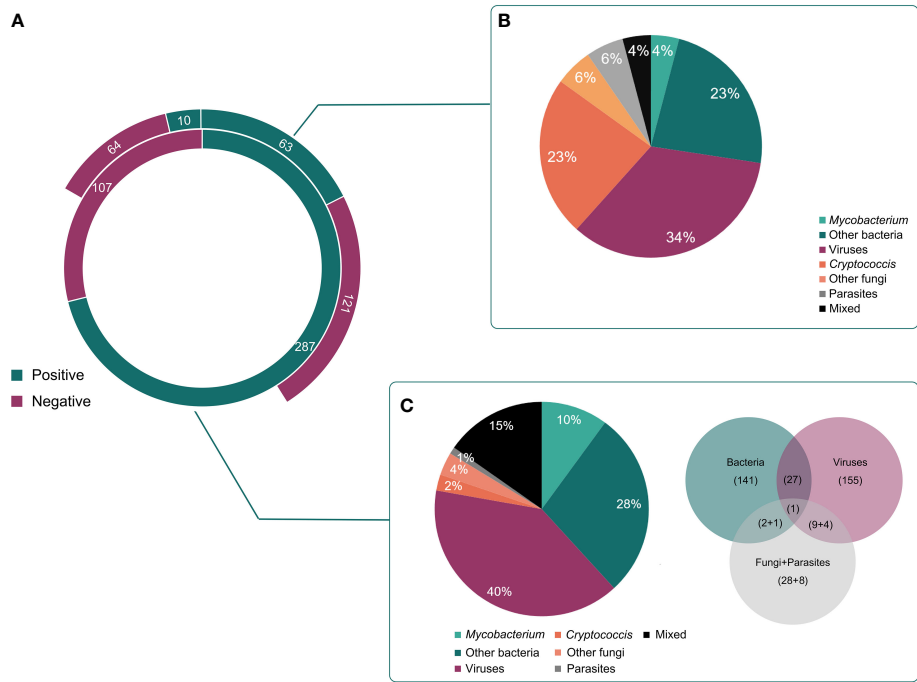 A
10
63
64
107
121
287
Positive
Negative
B
4%
4%
6%
6%
23%
23%
34%
Mycobacterium
Other bacteria
Viruses
Cryptococcis
Other fungi
Parasites
Mixed
C
15%
10%
1%
4%
2%
28%
40%
Mycobacterium Cryptococcis Mixed
Other bacteria Other fungi
Viruses Parasites
Bacteria
(141)
(27)
Viruses
(155)
(1)
(2+1)
(9+4)
Fungi+Parasites
(28+8)